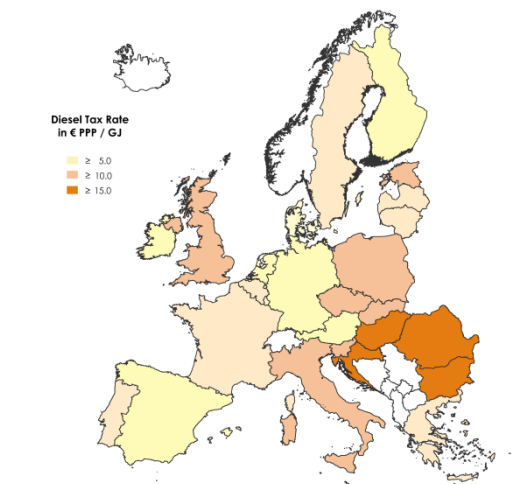 Diesel Tax Rate
in € PPP / GJ
≥ 5.0
≥ 10.0
≥ 15.0